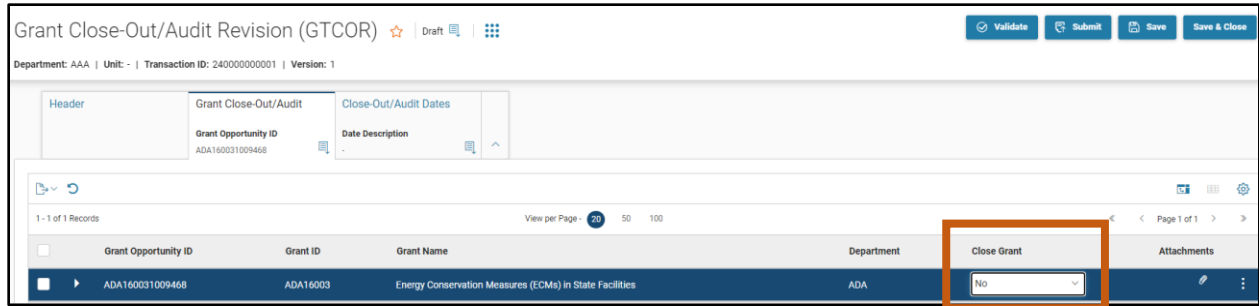 Grant Close-Out/Audit Revision (GTCOR) Draft Validate Submit Save Save & Close
Department: AAA | Unit: - | Transaction ID: 240000000001 | Version: 1
Header Grant Close-Out/Audit Close-Out/Audit Dates
Grant Opportunity ID Date Description
ADA160031009468 -
1 - 1 of 1 Records View per Page - 20 50 100 Page 1 of 1
Grant Opportunity ID Grant ID Grant Name Department Close Grant Attachments
ADA160031009468 ADA16003 Energy Conservation Measures (ECMs) in State Facilities ADA No